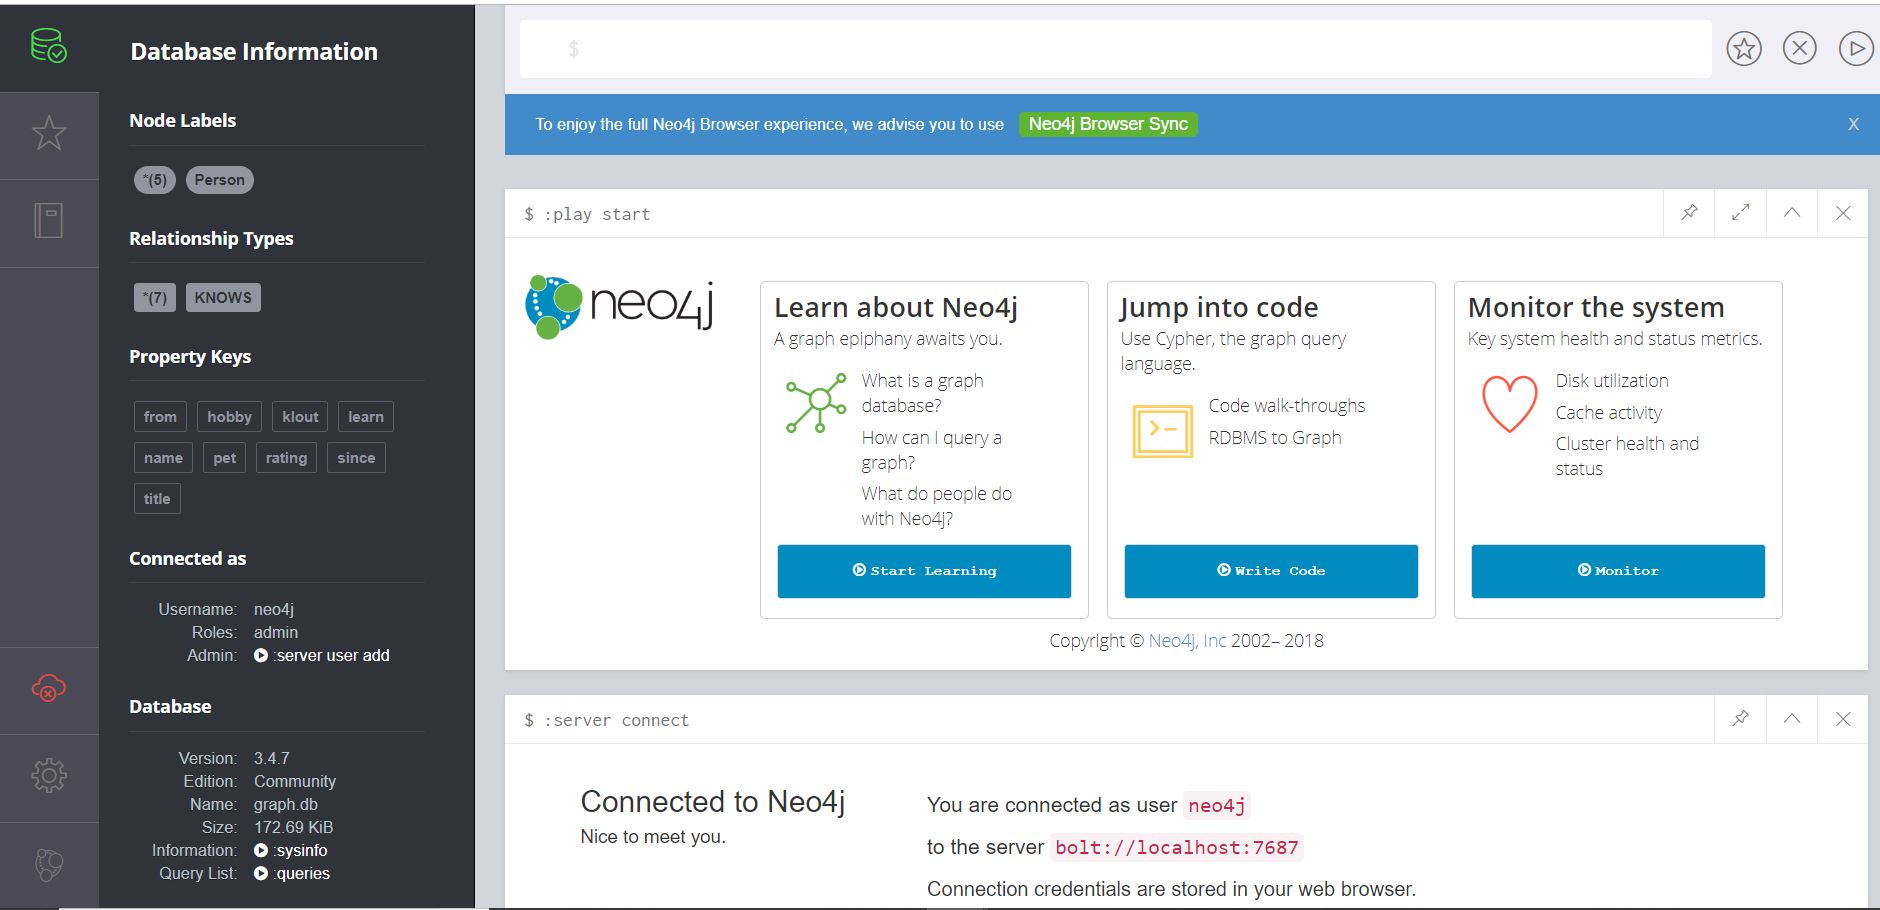 Database Information
Node Labels
*(5) Person
Relationship Types
*(7) KNOWS
Property Keys
from hobby klout learn
name pet rating since
title
Connected as
Username: neo4j
Roles: admin
Admin: :server user add
Database
Version: 3.4.7
Edition: Community
Name: graph.db
Size: 172.69 KiB
Information: :sysinfo
Query List: :queries
$
To enjoy the full Neo4j Browser experience, we advise you to use Neo4j Browser Sync X
$ :play start
neo4j
Learn about Neo4j
A graph epiphany awaits you.
What is a graph
database?
How can I query a
graph?
What do people do
with Neo4j?
Start Learning
Jump into code
Use Cypher, the graph query
language.
Code walk-throughs
RDBMS to Graph
Write Code
Monitor the system
Key system health and status metrics.
Disk utilization
Cache activity
Cluster health and
status
Monitor
Copyright © Neo4j, Inc 2002– 2018
$ :server connect
Connected to Neo4j
Nice to meet you.
You are connected as user neo4j
to the server bolt://localhost:7687
Connection credentials are stored in your web browser.